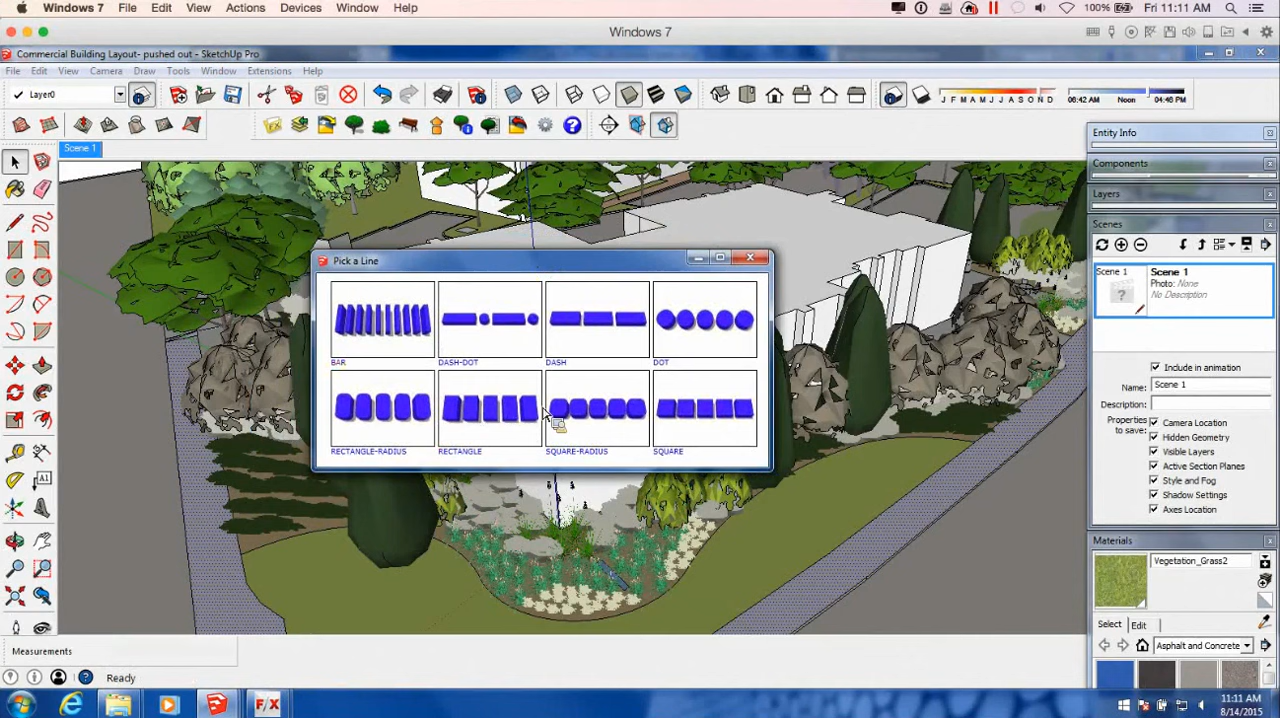 Windows 7 File Edit View Actions Devices Window Help 100% Fri 11:11 AM
Windows 7
Commercial Building Layout- pushed out - SketchUp Pro
File Edit View Camera Draw Tools Window Extensions Help
Layer0
J F M A M J J A S O N D 06:42 AM Noon 04:46 PM
Entity Info
Scene 1
Components
Layers
Scenes
Scene 1
Scene 1
Photo: None
No Description
?
Pick a Line
BAR DASH-DOT DASH DOT
RECTANGLE-RADIUS RECTANGLE SQUARE-RADIUS SQUARE
Include in animation
Name: Scene 1
Description:
Properties to save:
Camera Location
Hidden Geometry
Visible Layers
Active Section Planes
Style and Fog
Shadow Settings
Axes Location
Materials
Vegetation_Grass2
Select Edit
Asphalt and Concrete
A1
Measurements
Ready
F/X
11:11 AM
8/14/2015